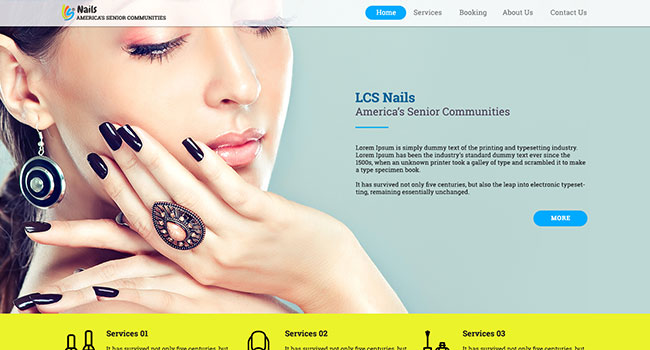 Nails
AMERICA'S SENIOR COMMUNITIES
Home Services Booking About Us Contact Us
LCS Nails
America's Senior Communities
Lorem Ipsum is simply dummy text of the printing and typesetting industry.
Lorem Ipsum has been the industry's standard dummy text ever since the
1500s, when an unknown printer took a galley of type and scrambled it to make
a type specimen book.
It has survived not only five centuries, but also the leap into electronic typeset-
ting, remaining essentially unchanged.
MORE
Services 01 Services 02 Services 03
It has survived not only five centuries, but It has survived not only five centuries, but It has survived not only five centuries, but